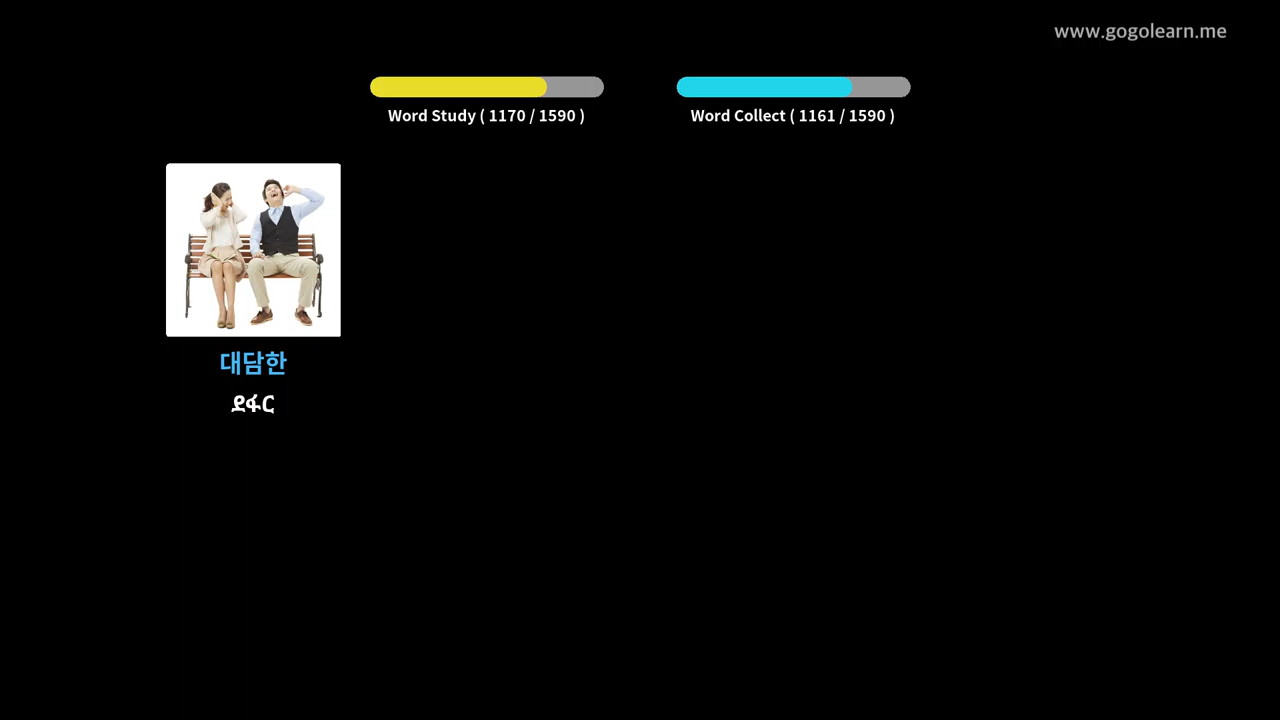 www.gogolearn.me
Word Study ( 1170 / 1590 )
Word Collect ( 1161 / 1590 )
대담한
ደፋር